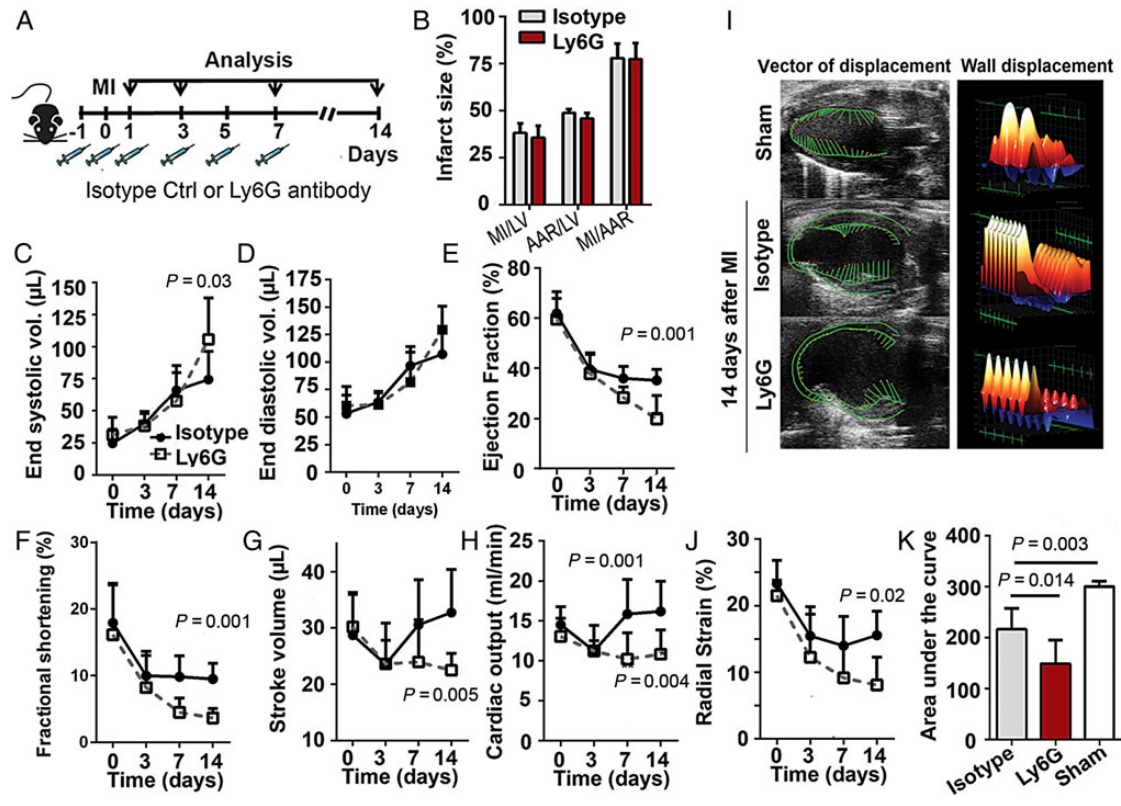 A
MI
Analysis
-1 0 1 3 5 7 14
Days
Isotype Ctrl or Ly6G antibody
B
Infarct size (%)
100
75
50
25
0
Isotype
Ly6G
MI/LV
AAR/LV
MI/AAR
I
Vector of displacement
Wall displacement
Sham
Isotype
Ly6G
14 days after MI
C
End systolic vol. (µL)
150
125
100
75
50
25
0
P = 0.03
Isotype
Ly6G
0 3 7 14
Time (days)
D
End diastolic vol. (µL)
175
150
125
100
75
50
25
0
0 3 7 14
Time (days)
E
Ejection Fraction (%)
80
60
40
20
0
P = 0.001
0 3 7 14
Time (days)
F
Fractional shortening (%)
30
20
10
0
P = 0.001
0 3 7 14
Time (days)
G
Stroke volume (µL)
40
30
20
10
P = 0.005
0 3 7 14
Time (days)
H
Cardiac output (ml/min)
25
20
15
10
5
0
P = 0.001
P = 0.004
0 3 7 14
Time (days)
J
Radial Strain (%)
30
20
10
0
P = 0.02
0 3 7 14
Time (days)
K
Area under the curve
400
300
200
100
0
P = 0.003
P = 0.014
Isotype
Ly6G
Sham